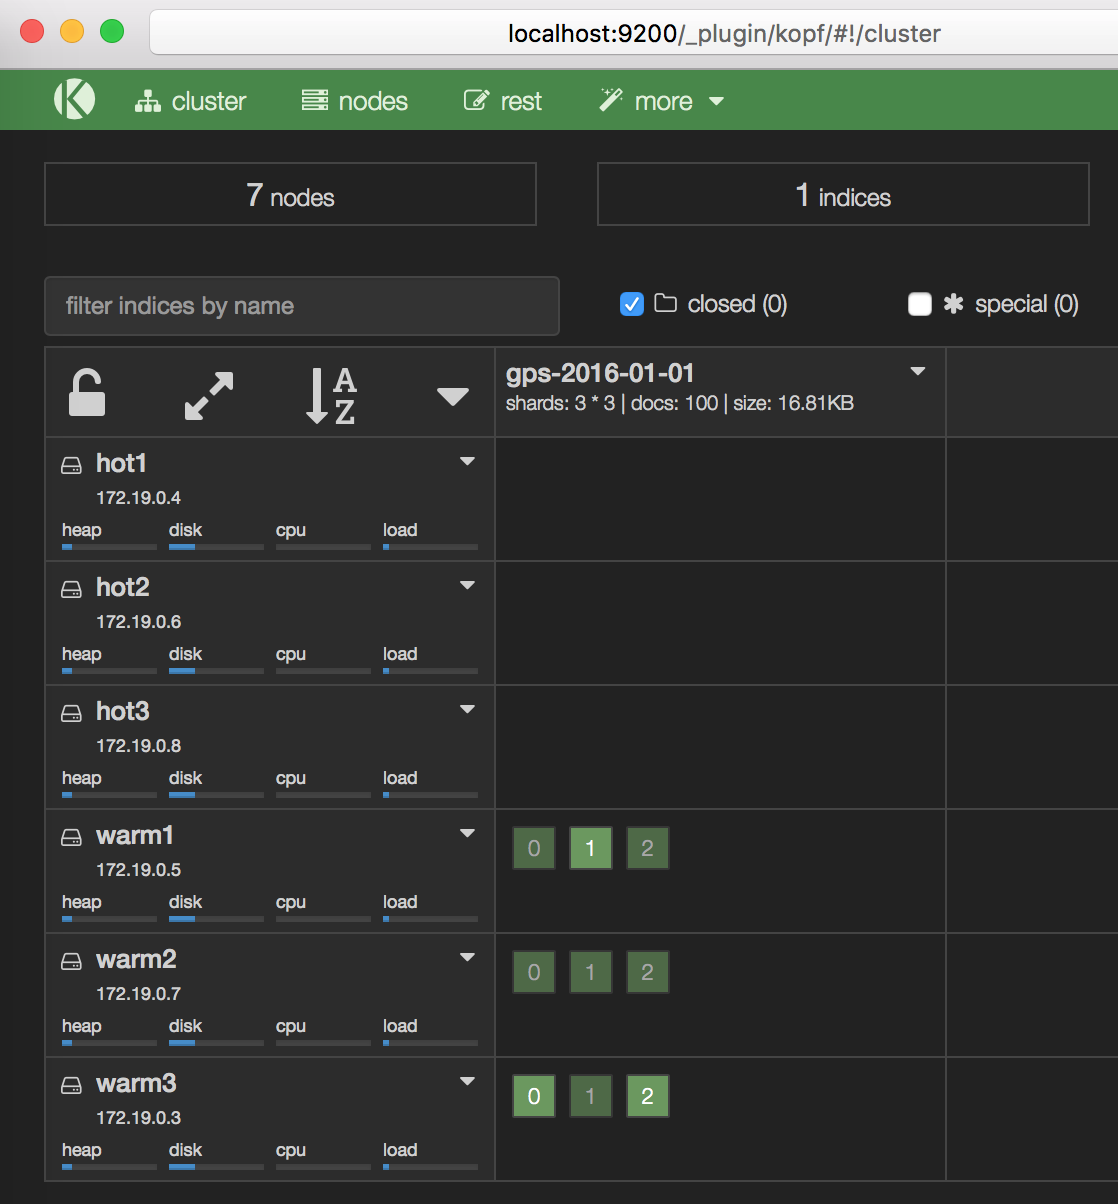 localhost:9200/_plugin/kopf/#!/cluster
K cluster nodes rest more
7 nodes 1 indices
filter indices by name closed (0) special (0)
A Z gps-2016-01-01
shards: 3 * 3 | docs: 100 | size: 16.81KB
hot1
172.19.0.4
heap disk cpu load
hot2
172.19.0.6
heap disk cpu load
hot3
172.19.0.8
heap disk cpu load
warm1 0 1 2
172.19.0.5
heap disk cpu load
warm2 0 1 2
172.19.0.7
heap disk cpu load
warm3 0 1 2
172.19.0.3
heap disk cpu load